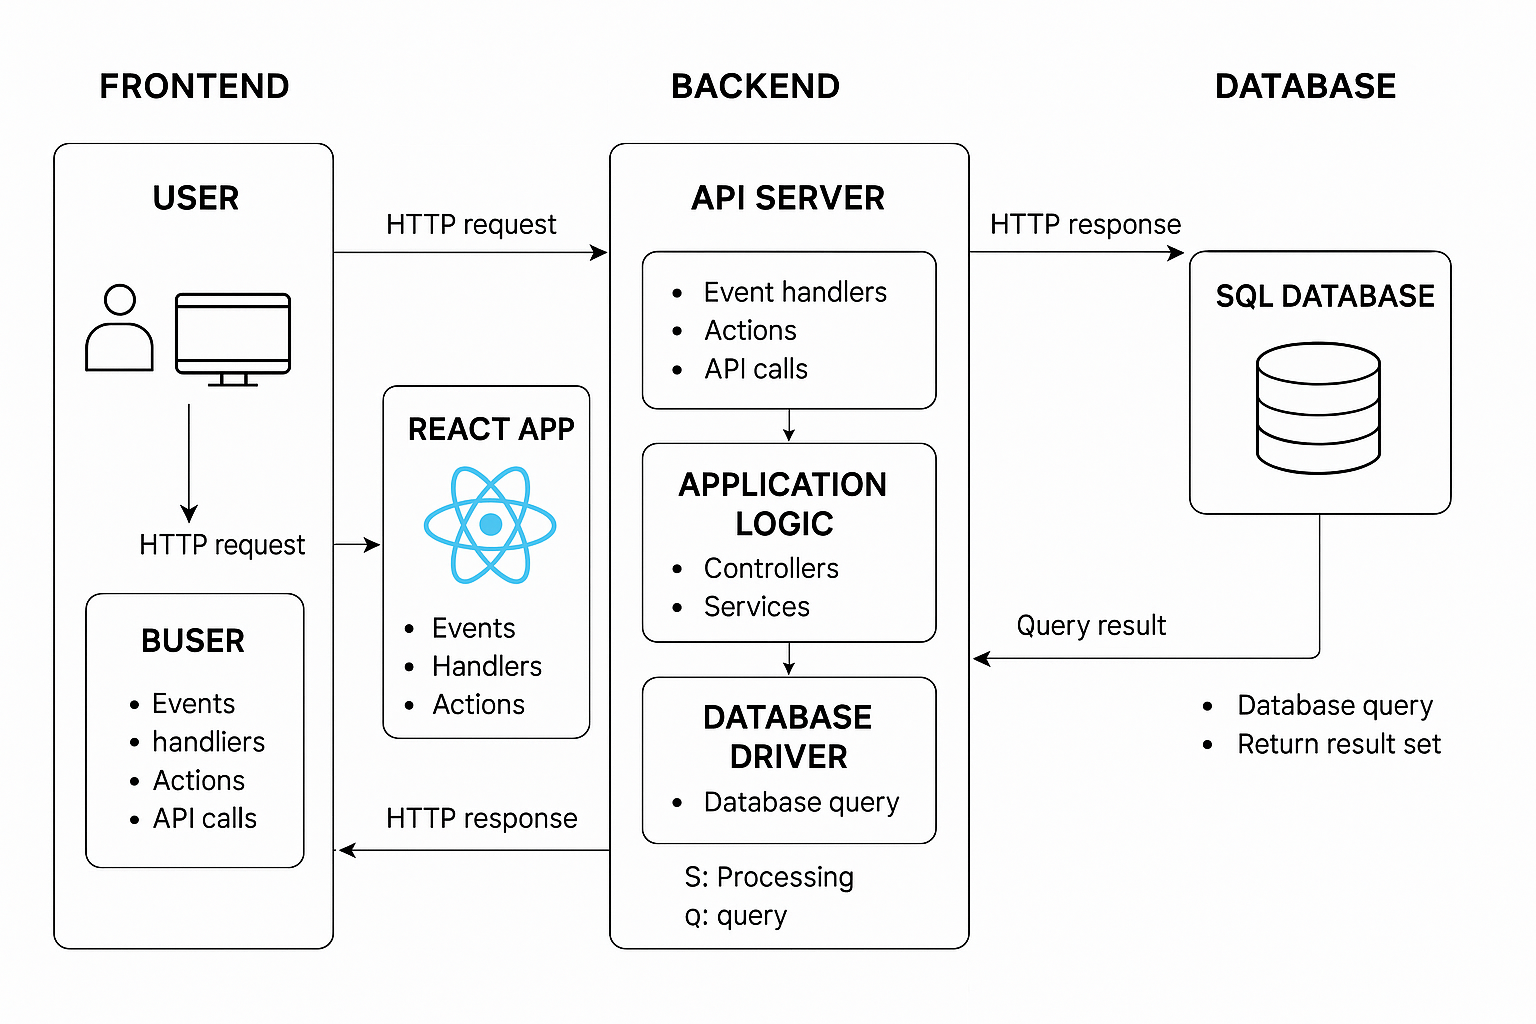 FRONTEND
BACKEND
DATABASE
USER
HTTP request
HTTP request
BUSER
• Events
• handliers
• Actions
• API calls
REACT APP
• Events
• Handlers
• Actions
HTTP response
API SERVER
• Event handlers
• Actions
• API calls
APPLICATION
LOGIC
• Controllers
• Services
DATABASE
DRIVER
• Database query
S: Processing
Q: query
HTTP response
SQL DATABASE
Query result
• Database query
• Return result set